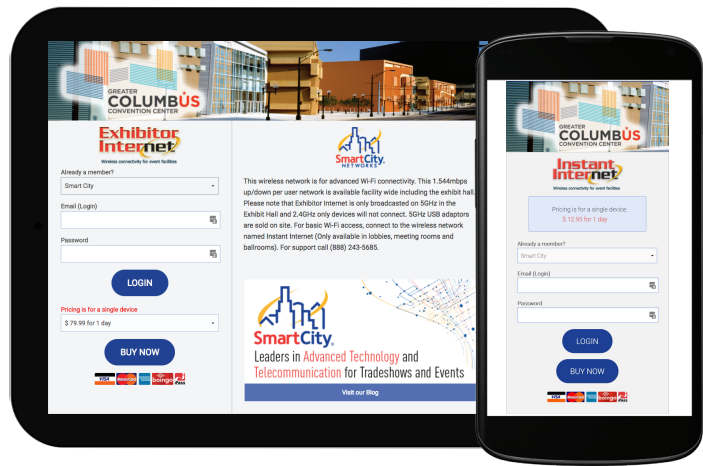 GREATER
COLUMBUS
CONVENTION CENTER
Exhibitor
Internet
Wireless connectivity for event facilities
Already a member?
Smart City
Email (Login)
Password
LOGIN
Pricing is for a single device
$ 79.99 for 1 day
BUY NOW
VISA
MasterCard
boingo
iPass
SmartCity.
NETWORKS
This wireless network is for advanced Wi-Fi connectivity. This 1.544mbps
up/down per user network is available facility wide including the exhibit hall.
Please note that Exhibitor Internet is only broadcasted on 5GHz in the
Exhibit Hall and 2.4GHz only devices will not connect. 5GHz USB adaptors
are sold on site. For basic Wi-Fi access, connect to the wireless network
named Instant Internet (Only available in lobbies, meeting rooms and
ballrooms). For support call (888) 243-5685.
SmartCity.
Leaders in Advanced Technology and
Telecommunication for Tradeshows and Events
Visit our Blog
GREATER
COLUMBUS
CONVENTION CENTER
Instant
Internet
Wireless connectivity for event facilities
Pricing is for a single device.
$ 12.95 for 1 day
Already a member?
Smart City
Email (Login)
Password
LOGIN
BUY NOW
VISA
MasterCard
boingo
iPass